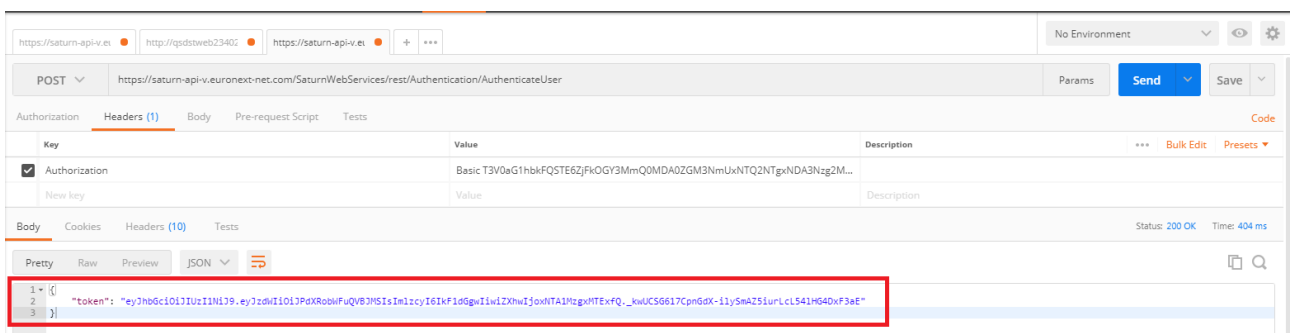 https://saturn-api-v.eu http://qsdstweb23402 https://saturn-api-v.eu + ••• No Environment
POST https://saturn-api-v.euronext-net.com/SaturnWebServices/rest/Authentication/AuthenticateUser Params Send Save
Authorization Headers (1) Body Pre-request Script Tests Code
Key Value Description ••• Bulk Edit Presets
Authorization Basic T3V0aG1hbkFQSTE6ZjFkOGY3MmQ0MDA0ZGM3NmUxNTQ2NTgxNDA3Nzg2M...
New key Value Description
Body Cookies Headers (10) Tests Status: 200 OK Time: 404 ms
Pretty Raw Preview JSON
1 {
2 "token": "eyJhbGciOiJIUzI1NiJ9.eyJzdWIiOiJPdXRobWFuQVBJMSIsImlzcyI6IkF1dGgwIiwiZXhwIjoxNTA1MzgxMTExfQ._kwUCSG617CpnGdX-ilySmAZ5iurLcL541HG4DxF3aE"
3 }